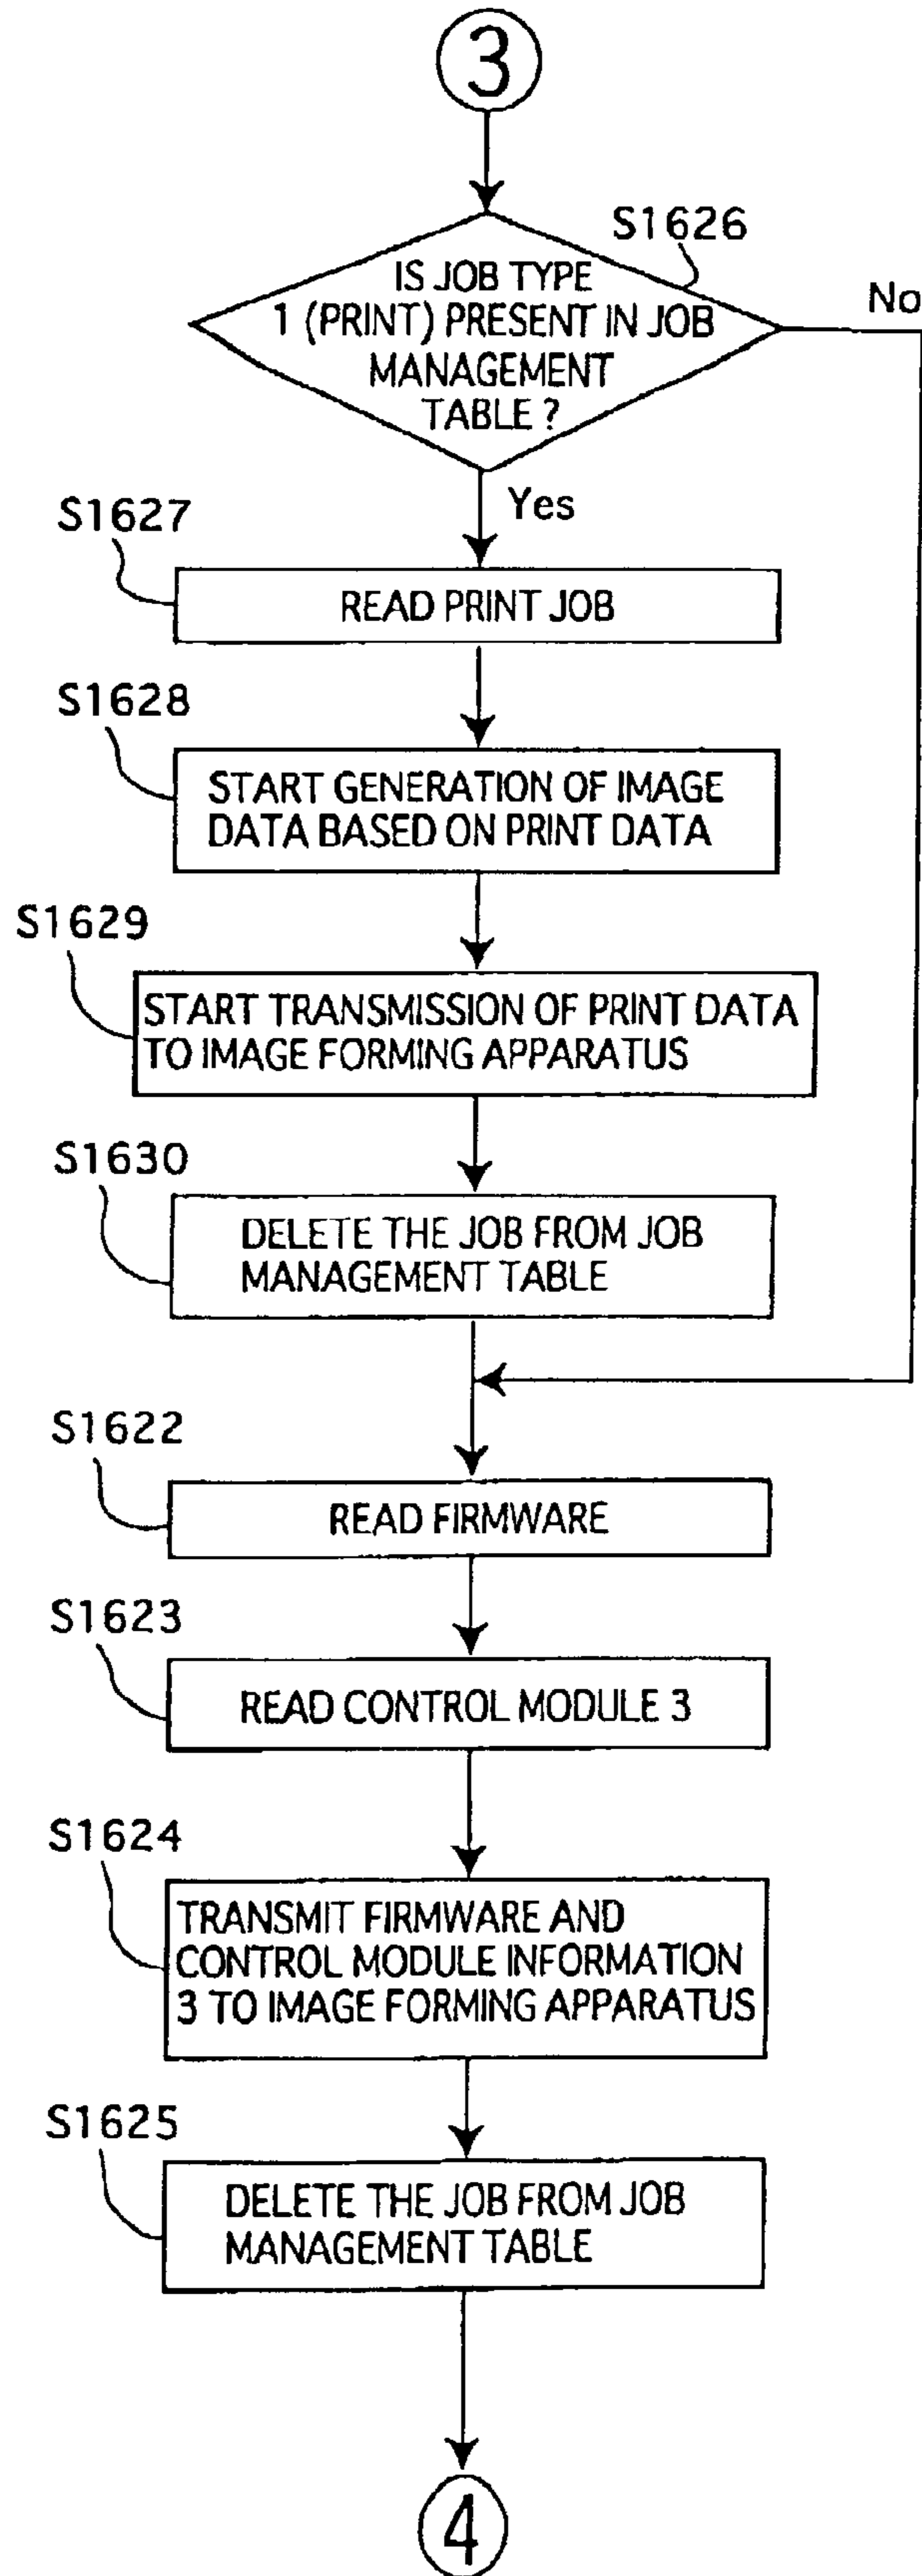 3
S1626
IS JOB TYPE
1 (PRINT) PRESENT IN JOB
MANAGEMENT
TABLE ?
No
Yes
S1627
READ PRINT JOB
S1628
START GENERATION OF IMAGE
DATA BASED ON PRINT DATA
S1629
START TRANSMISSION OF PRINT DATA
TO IMAGE FORMING APPARATUS
S1630
DELETE THE JOB FROM JOB
MANAGEMENT TABLE
S1622
READ FIRMWARE
S1623
READ CONTROL MODULE 3
S1624
TRANSMIT FIRMWARE AND
CONTROL MODULE INFORMATION
3 TO IMAGE FORMING APPARATUS
S1625
DELETE THE JOB FROM JOB
MANAGEMENT TABLE
4